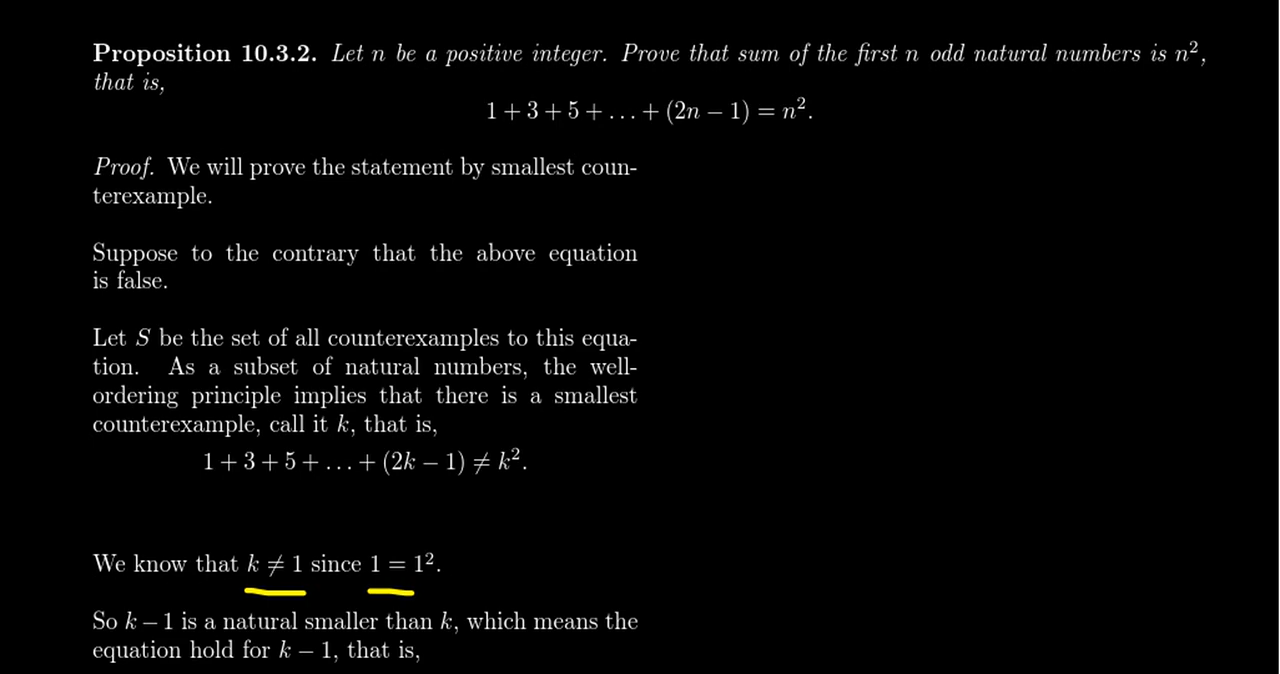 Proposition 10.3.2. Let n be a positive integer. Prove that sum of the first n odd natural numbers is n²,
that is,
1 + 3 + 5 + . . . + (2n − 1) = n².
Proof. We will prove the statement by smallest coun-
terexample.
Suppose to the contrary that the above equation
is false.
Let S be the set of all counterexamples to this equa-
tion. As a subset of natural numbers, the well-
ordering principle implies that there is a smallest
counterexample, call it k, that is,
1 + 3 + 5 + . . . + (2k − 1) ≠ k².
We know that k ≠ 1 since 1 = 1².
So k − 1 is a natural smaller than k, which means the
equation hold for k − 1, that is,